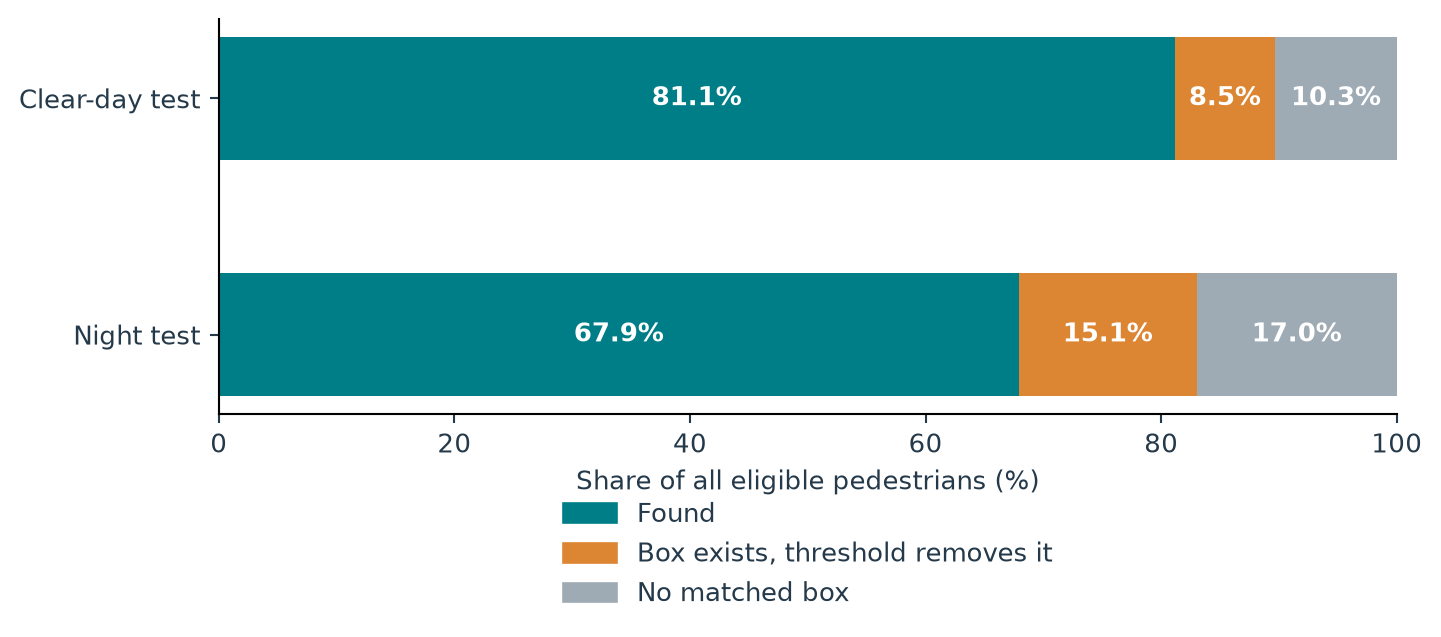 Clear-day test
81.1%
8.5%
10.3%
Night test
67.9%
15.1%
17.0%
0 20 40 60 80 100
Share of all eligible pedestrians (%)
Found
Box exists, threshold removes it
No matched box